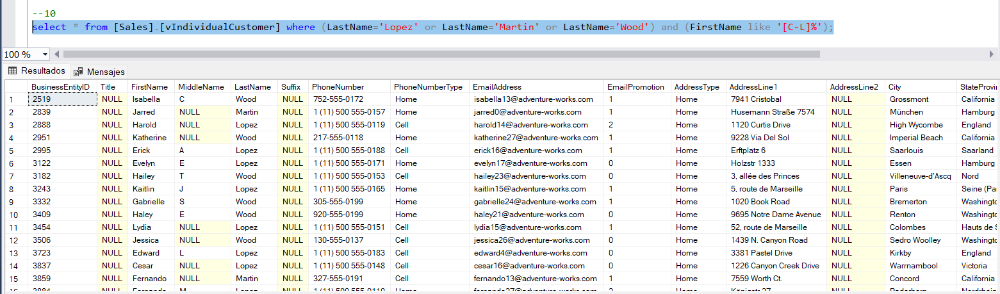 --10
select * from [Sales].[vIndividualCustomer] where (LastName='Lopez' or LastName='Martin' or LastName='Wood') and (FirstName like '[C-L]%');
100 %
Resultados Mensajes
BusinessEntityID Title FirstName MiddleName LastName Suffix PhoneNumber PhoneNumberType EmailAddress EmailPromotion AddressType AddressLine1 AddressLine2 City StateProvin
1 2519 NULL Isabella C Wood NULL 752-555-0172 Home isabella13@adventure-works.com 1 Home 7941 Cristobal NULL Grossmont California
2 2839 NULL Jarred NULL Martin NULL 1 (11) 500 555-0157 Home jarred0@adventure-works.com 1 Home Husemann Straße 7574 NULL München Hamburg
3 2888 NULL Harold NULL Lopez NULL 1 (11) 500 555-0119 Cell harold14@adventure-works.com 2 Home 1120 Curtis Drive NULL High Wycombe England
4 2951 NULL Katherine NULL Wood NULL 217-555-0118 Home katherine27@adventure-works.com 1 Home 9228 Via Del Sol NULL Imperial Beach California
5 2995 NULL Erick A Lopez NULL 1 (11) 500 555-0188 Cell erick16@adventure-works.com 1 Home Erftplatz 6 NULL Saarlouis Saarland
6 3122 NULL Evelyn E Lopez NULL 1 (11) 500 555-0171 Home evelyn17@adventure-works.com 0 Home Holzstr 1333 NULL Essen Hamburg
7 3182 NULL Hailey T Wood NULL 1 (11) 500 555-0153 Cell hailey23@adventure-works.com 0 Home 3, allée des Princes NULL Villeneuve-d'Ascq Nord
8 3243 NULL Kaitlin J Lopez NULL 1 (11) 500 555-0165 Home kaitlin15@adventure-works.com 1 Home 5, route de Marseille NULL Paris Seine (Pa
9 3332 NULL Gabrielle S Wood NULL 305-555-0199 Home gabrielle24@adventure-works.com 1 Home 1020 Book Road NULL Bremerton Washingto
10 3409 NULL Haley E Wood NULL 920-555-0199 Home haley21@adventure-works.com 0 Home 9695 Notre Dame Avenue NULL Renton Washingto
11 3454 NULL Lydia NULL Lopez NULL 1 (11) 500 555-0151 Cell lydia15@adventure-works.com 1 Home 52, route de Marseille NULL Colombes Hauts de S
12 3506 NULL Jessica NULL Wood NULL 130-555-0137 Cell jessica26@adventure-works.com 0 Home 1439 N. Canyon Road NULL Sedro Woolley Washingto
13 3723 NULL Edward L Lopez NULL 1 (11) 500 555-0183 Cell edward4@adventure-works.com 0 Home 3381 Pastel Drive NULL Kirkby England
14 3837 NULL Cesar NULL Lopez NULL 1 (11) 500 555-0148 Cell cesar16@adventure-works.com 0 Home 1226 Canyon Creek Drive NULL Warrnambool Victoria
15 3859 NULL Fernando NULL Martin NULL 327-555-0191 Cell fernando13@adventure-works.com 1 Home 7559 Worth Ct. NULL Concord California